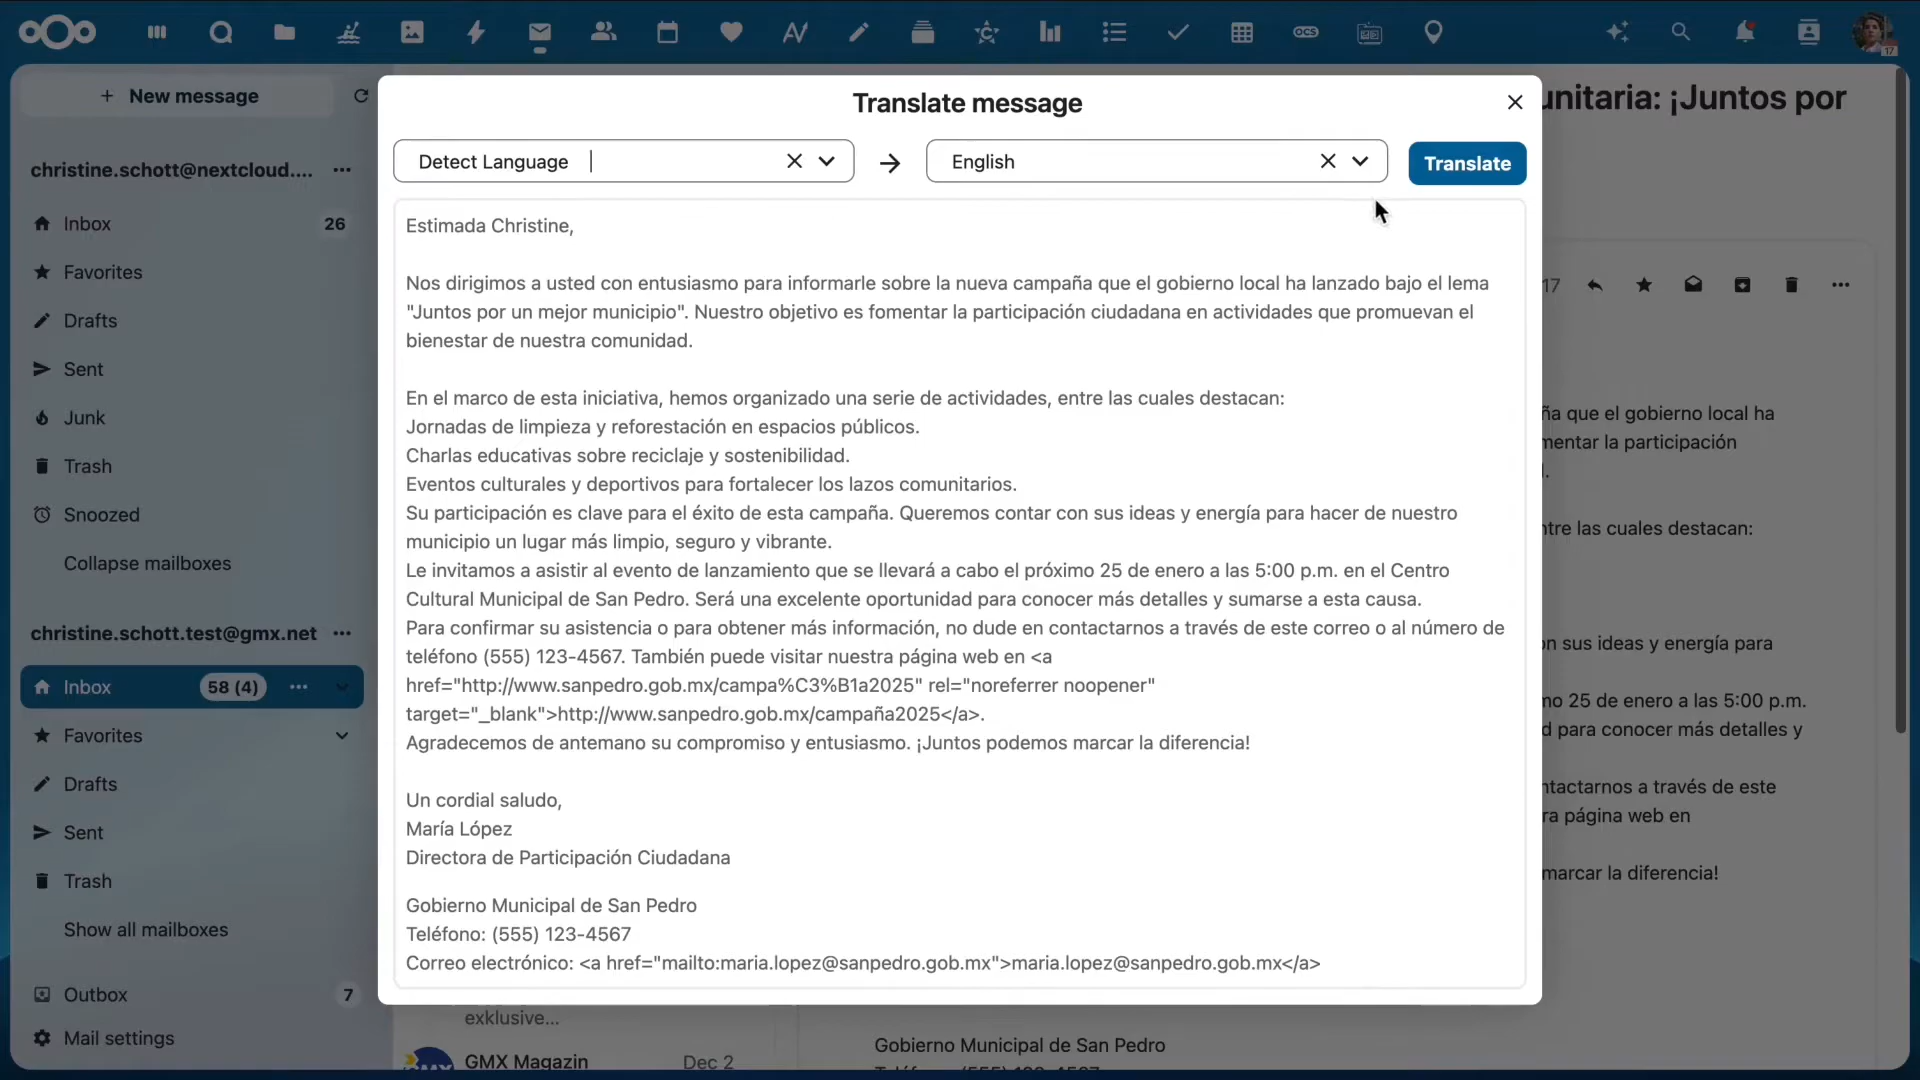 OCS
17
New message
christine.schott@nextcloud....
Inbox
26
Favorites
Drafts
Sent
Junk
Trash
Snoozed
Collapse mailboxes
christine.schott.test@gmx.net
Inbox
58 (4)
Favorites
Drafts
Sent
Trash
Show all mailboxes
Outbox
7
Mail settings
Translate message
Detect Language
English
Translate
Estimada Christine,
Nos dirigimos a usted con entusiasmo para informarle sobre la nueva campaña que el gobierno local ha lanzado bajo el lema
"Juntos por un mejor municipio". Nuestro objetivo es fomentar la participación ciudadana en actividades que promuevan el
bienestar de nuestra comunidad.
En el marco de esta iniciativa, hemos organizado una serie de actividades, entre las cuales destacan:
Jornadas de limpieza y reforestación en espacios públicos.
Charlas educativas sobre reciclaje y sostenibilidad.
Eventos culturales y deportivos para fortalecer los lazos comunitarios.
Su participación es clave para el éxito de esta campaña. Queremos contar con sus ideas y energía para hacer de nuestro
municipio un lugar más limpio, seguro y vibrante.
Le invitamos a asistir al evento de lanzamiento que se llevará a cabo el próximo 25 de enero a las 5:00 p.m. en el Centro
Cultural Municipal de San Pedro. Será una excelente oportunidad para conocer más detalles y sumarse a esta causa.
Para confirmar su asistencia o para obtener más información, no dude en contactarnos a través de este correo o al número de
teléfono (555) 123-4567. También puede visitar nuestra página web en <a
href="http://www.sanpedro.gob.mx/campa%C3%B1a2025" rel="noreferrer noopener"
target="_blank">http://www.sanpedro.gob.mx/campaña2025</a>.
Agradecemos de antemano su compromiso y entusiasmo. ¡Juntos podemos marcar la diferencia!
Un cordial saludo,
María López
Directora de Participación Ciudadana
Gobierno Municipal de San Pedro
Teléfono: (555) 123-4567
Correo electrónico: <a href="mailto:maria.lopez@sanpedro.gob.mx">maria.lopez@sanpedro.gob.mx</a>
unitaria: ¡Juntos por
17
ña que el gobierno local ha
mentar la participación
ntre las cuales destacan:
on sus ideas y energía para
mo 25 de enero a las 5:00 p.m.
d para conocer más detalles y
ntactarnos a través de este
ra página web en
marcar la diferencia!
exklusive...
GMX Magazin
Dec 2
Gobierno Municipal de San Pedro